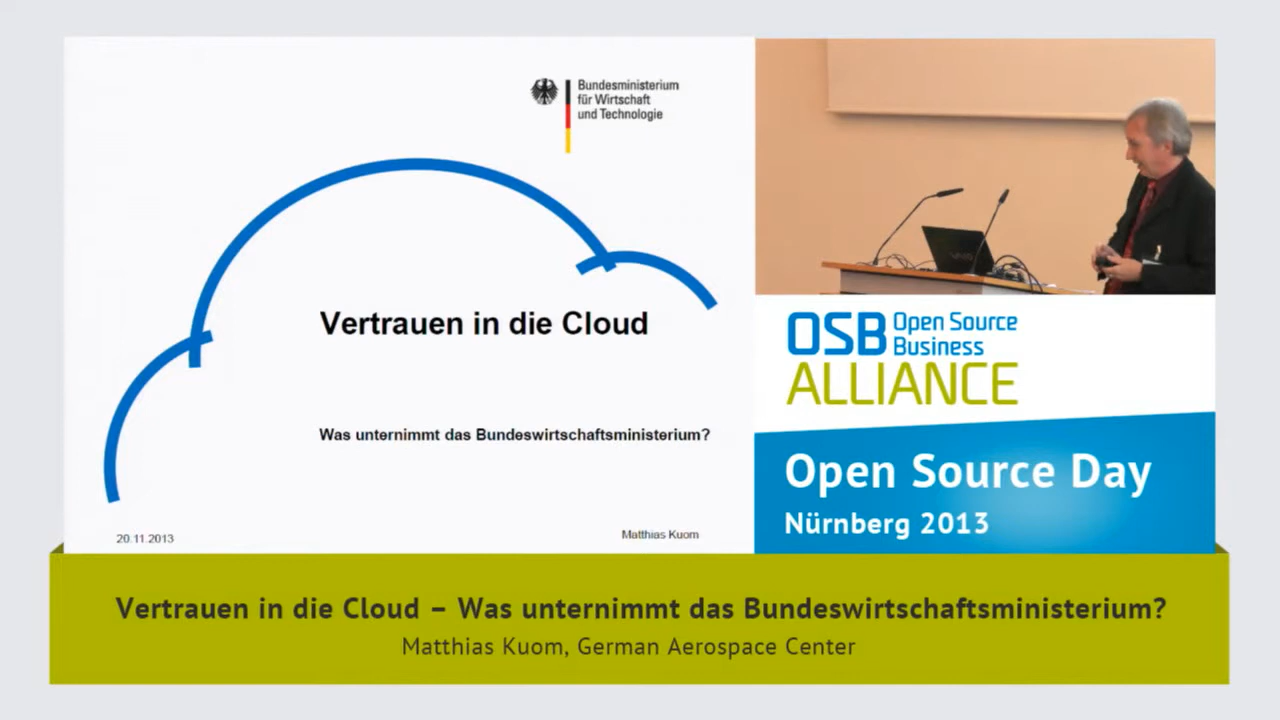 Bundesministerium
für Wirtschaft
und Technologie
Vertrauen in die Cloud
Was unternimmt das Bundeswirtschaftsministerium?
20.11.2013
Matthias Kuom
OSB Open Source
Business
ALLIANCE
Open Source Day
Nürnberg 2013
Vertrauen in die Cloud – Was unternimmt das Bundeswirtschaftsministerium?
Matthias Kuom, German Aerospace Center